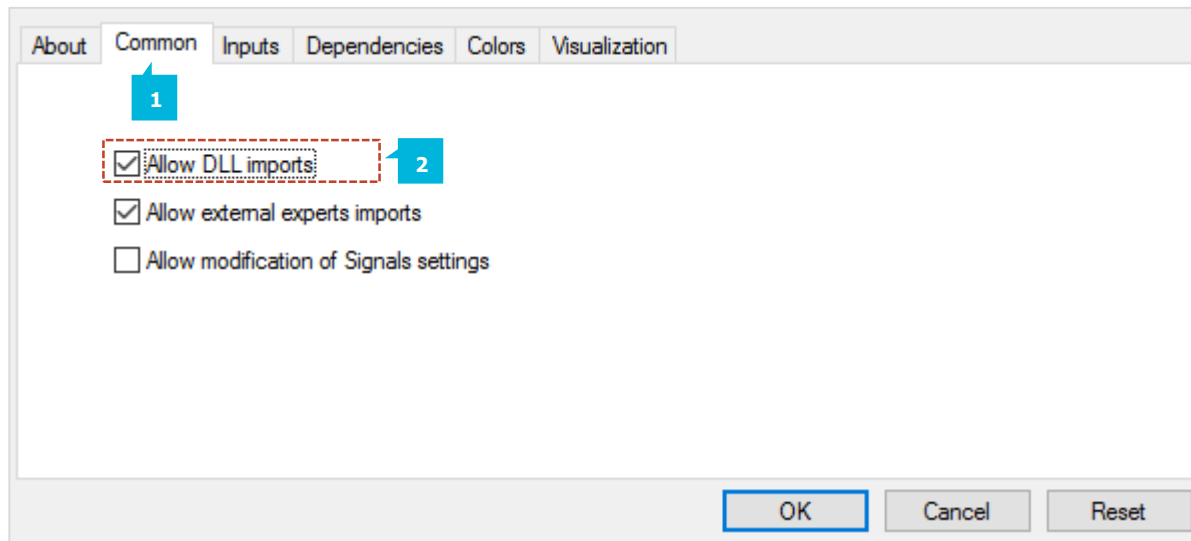 About Common Inputs Dependencies Colors Visualization
1
Allow DLL imports
2
Allow external experts imports
Allow modification of Signals settings
OK Cancel Reset